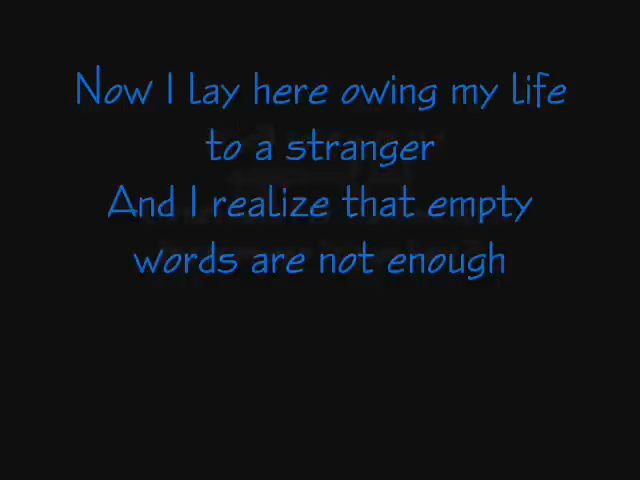 Now I lay here owing my life
to a stranger
And I realize that empty
words are not enough